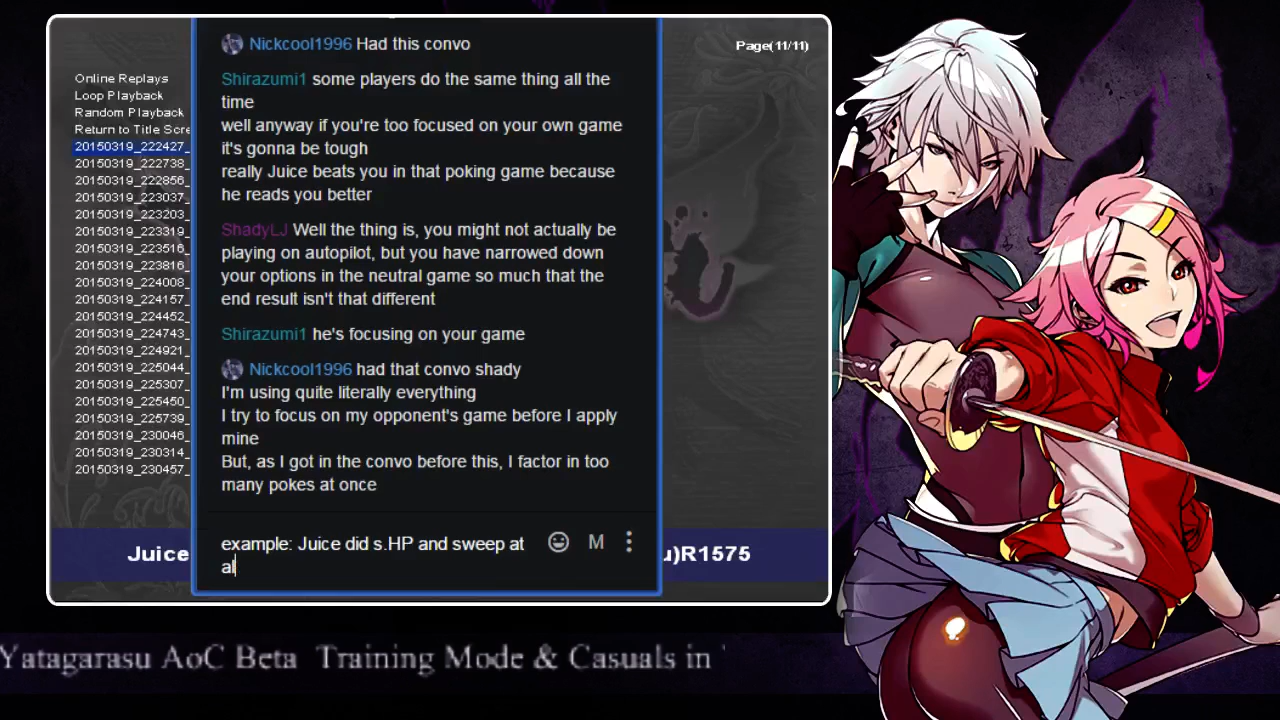 Page(11/11)
Online Replays
Loop Playback
Random Playback
Return to Title Scre
20150319_222427_
20150319_222738_
20150319_222856_
20150319_223037_
20150319_223203_
20150319_223319_
20150319_223516_
20150319_223816_
20150319_224008_
20150319_224157_
20150319_224452_
20150319_224743_
20150319_224921_
20150319_225044_
20150319_225307_
20150319_225450_
20150319_225739_
20150319_230046_
20150319_230314_
20150319_230457_
Nickcool1996 Had this convo
Shirazumi1 some players do the same thing all the
time
well anyway if you're too focused on your own game
it's gonna be tough
really Juice beats you in that poking game because
he reads you better
ShadyLJ Well the thing is, you might not actually be
playing on autopilot, but you have narrowed down
your options in the neutral game so much that the
end result isn't that different
Shirazumi1 he's focusing on your game
Nickcool1996 had that convo shady
I'm using quite literally everything
I try to focus on my opponent's game before I apply
mine
But, as I got in the convo before this, I factor in too
many pokes at once
example: Juice did s.HP and sweep at
al
M
Juice
u)R1575
Yatagarasu AoC Beta Training Mode & Casuals in